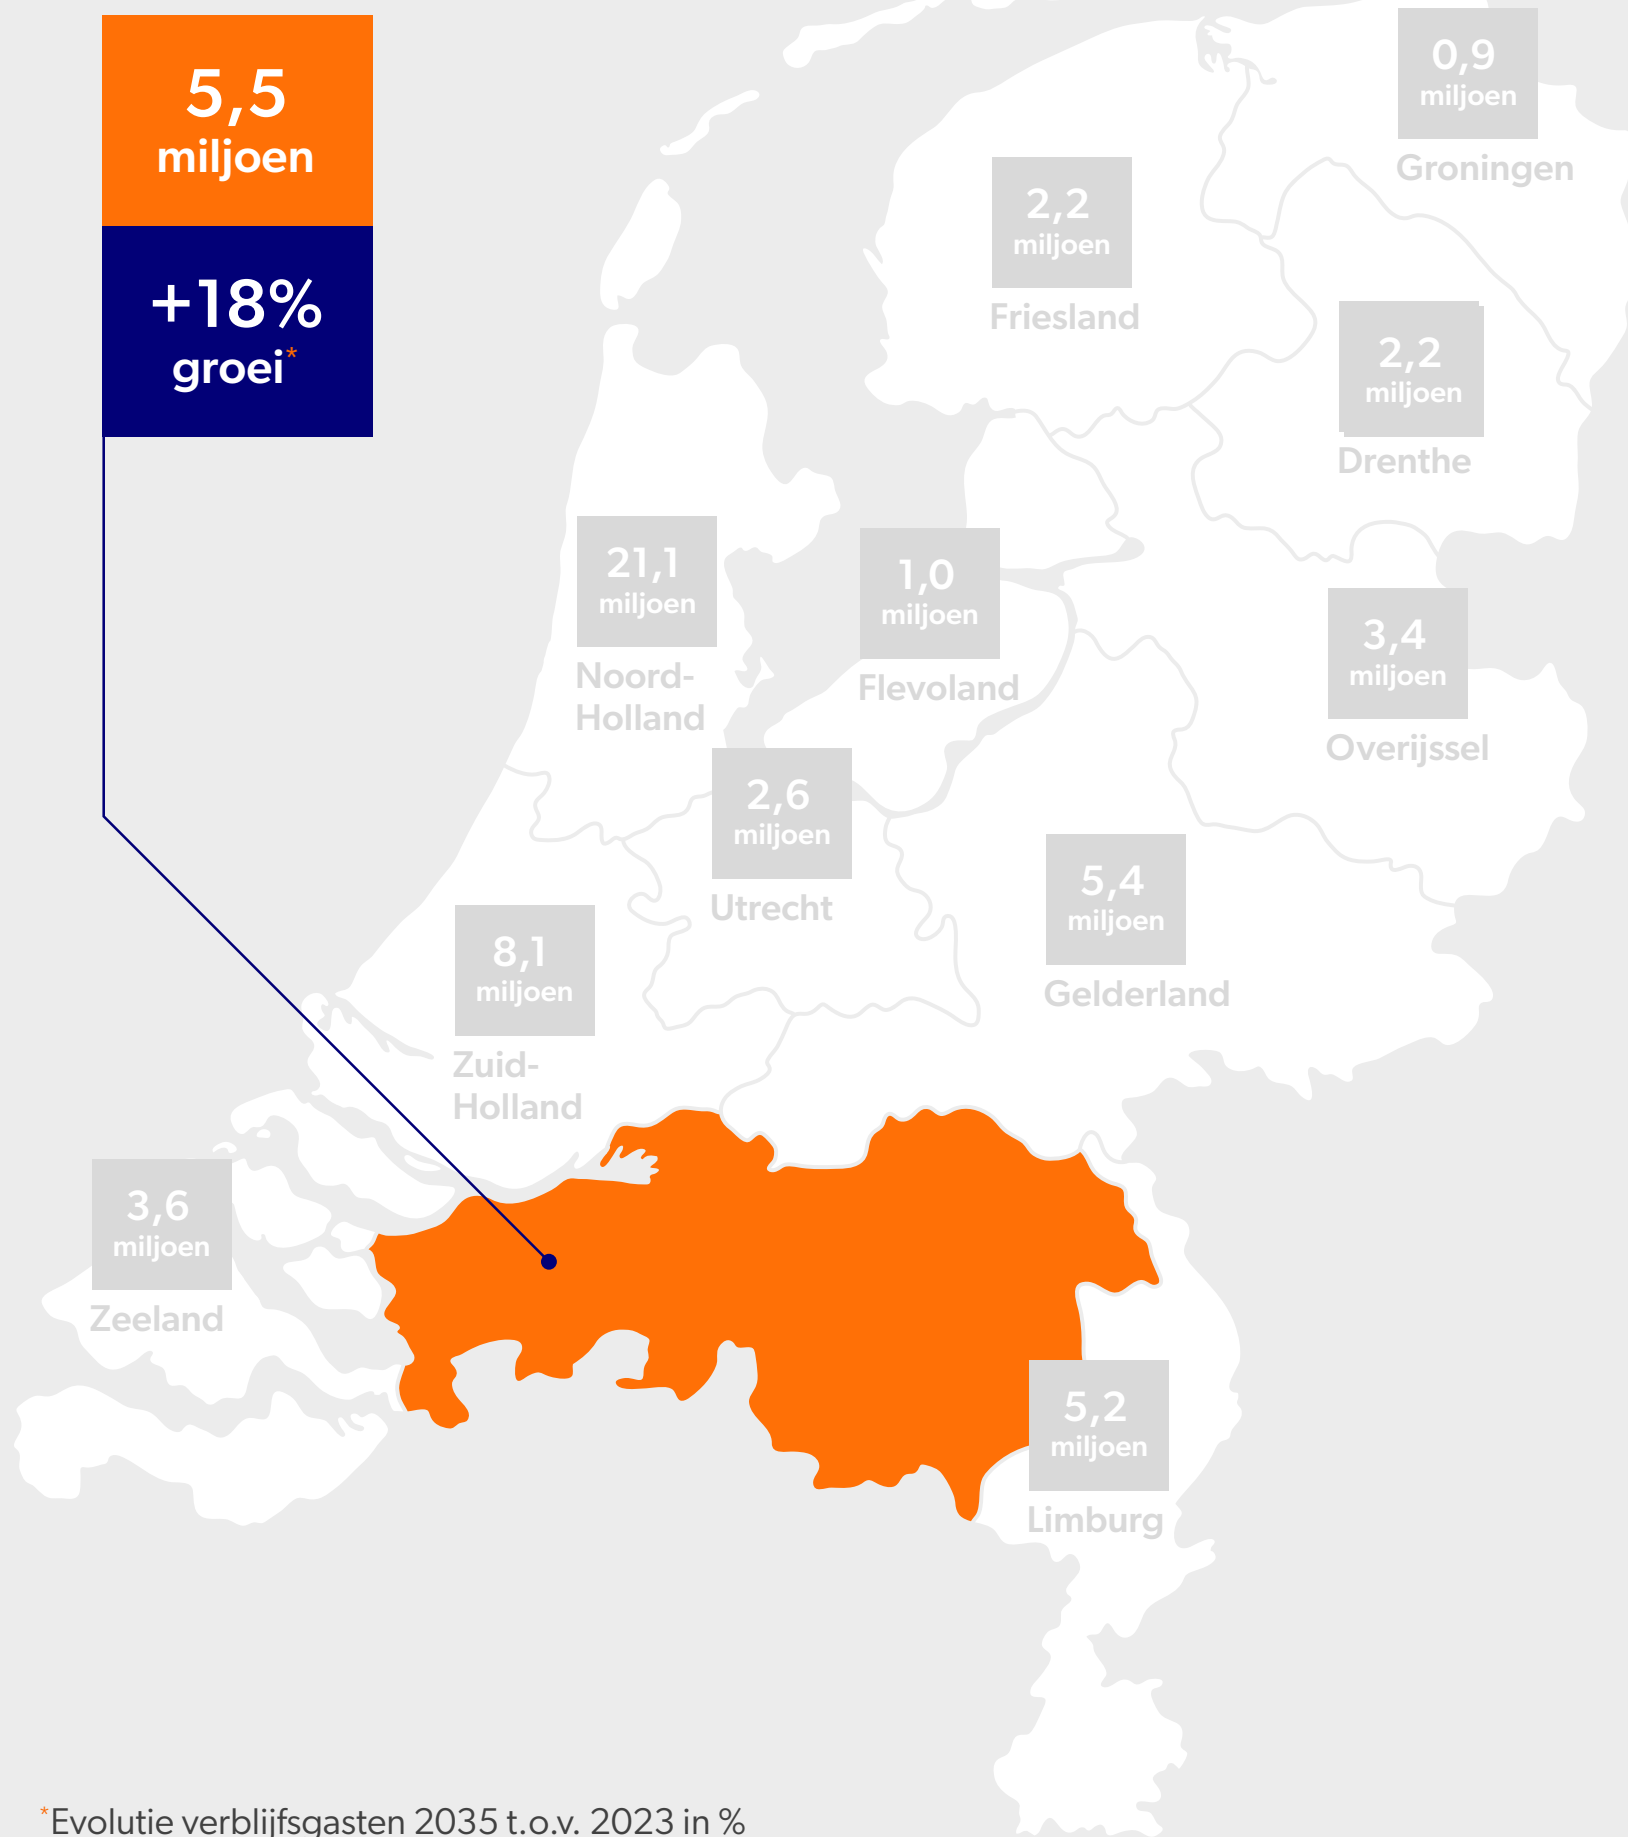 5,5
miljoen
+18%
groei*
0,9
miljoen
Groningen
2,2
miljoen
Friesland
2,2
miljoen
Drenthe
21,1
miljoen
Noord-
Holland
1,0
miljoen
Flevoland
3,4
miljoen
Overijssel
2,6
miljoen
Utrecht
5,4
miljoen
Gelderland
8,1
miljoen
Zuid-
Holland
3,6
miljoen
Zeeland
5,2
miljoen
Limburg
*Evolutie verblijfsgasten 2035 t.o.v. 2023 in %